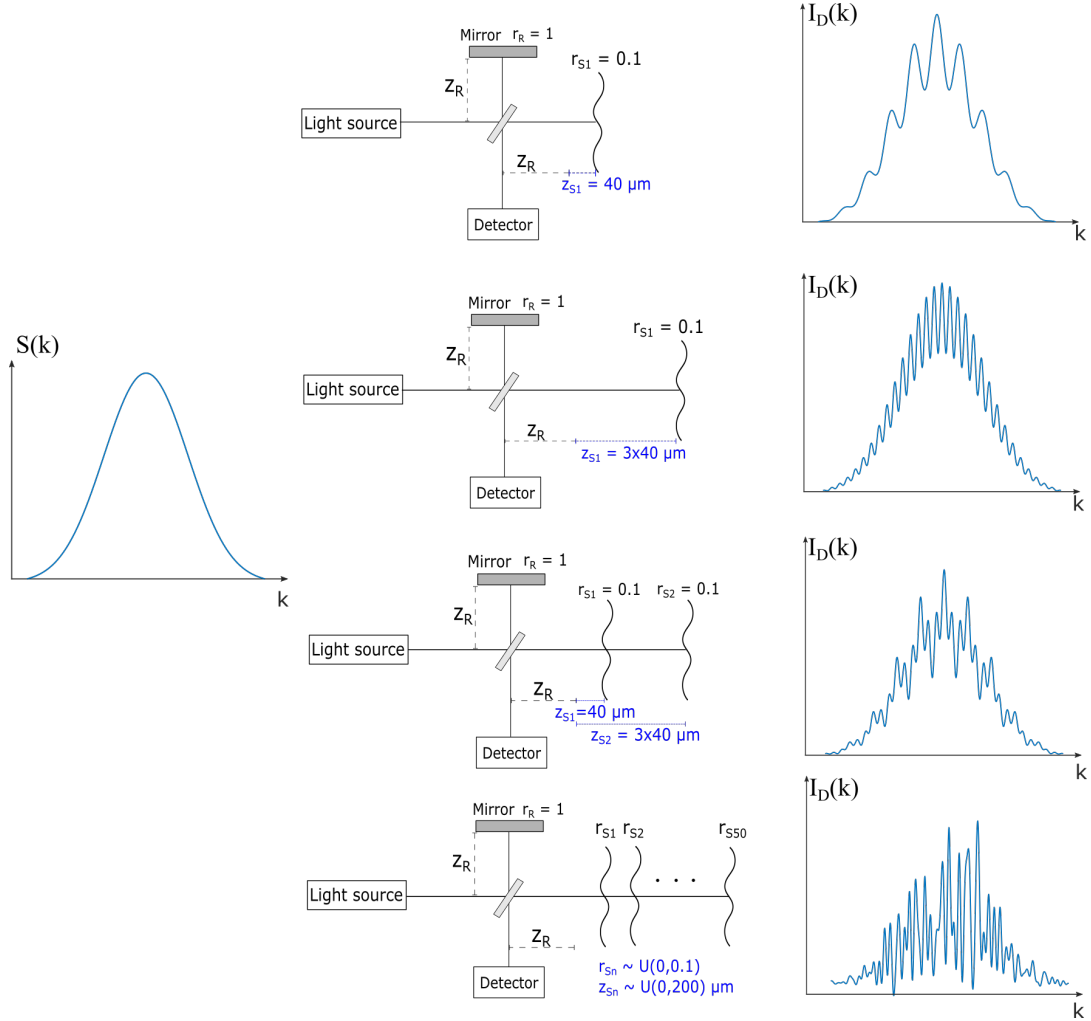 S(k)
k
Mirror r_R = 1
z_R
r_S1 = 0.1
Light source
z_R
z_S1 = 40 µm
Detector
I_D(k)
k
Mirror r_R = 1
z_R
r_S1 = 0.1
Light source
z_R
z_S1 = 3x40 µm
Detector
I_D(k)
k
Mirror r_R = 1
z_R
r_S1 = 0.1 r_S2 = 0.1
Light source
z_R
z_S1=40 µm
z_S2 = 3x40 µm
Detector
I_D(k)
k
Mirror r_R = 1
z_R
r_S1 r_S2 r_S50
. . .
Light source
z_R
r_Sn ~ U(0,0.1)
z_Sn ~ U(0,200) µm
Detector
I_D(k)
k